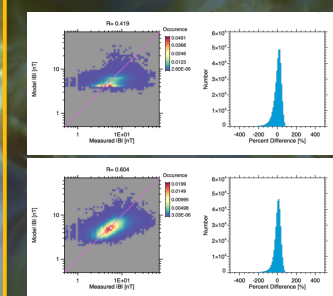 R= 0.419
Occurence
0.0491
0.0368
0.0246
0.0123
2.60E-06
Model IBI [nT]
10
1
1
1E+01
Measured IBI [nT]
Number
6×10⁵
5×10⁵
4×10⁵
3×10⁵
2×10⁵
1×10⁵
0
-400 -200 0 200 400
Percent Difference [%]
R= 0.604
Occurence
0.0199
0.0149
0.00995
0.00498
3.03E-06
Model IBI [nT]
10
1
1
1E+01
Measured IBI [nT]
Number
6×10⁵
5×10⁵
4×10⁵
3×10⁵
2×10⁵
1×10⁵
0
-400 -200 0 200 400
Percent Difference [%]